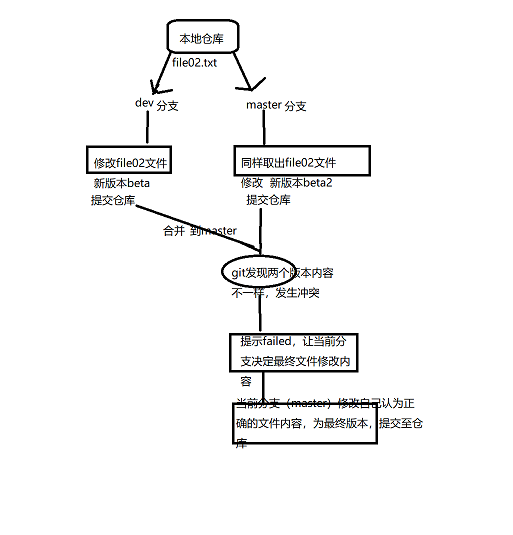 本地仓库
file02.txt
dev 分支
master 分支
修改file02文件
同样取出file02文件
新版本beta
修改 新版本beta2
提交仓库
提交仓库
合并 到master
git发现两个版本内容
不一样，发生冲突
提示failed，让当前分
支决定最终文件修改内
容
当前分支（master）修改自己认为正
确的文件内容，为最终版本，提交至仓
库